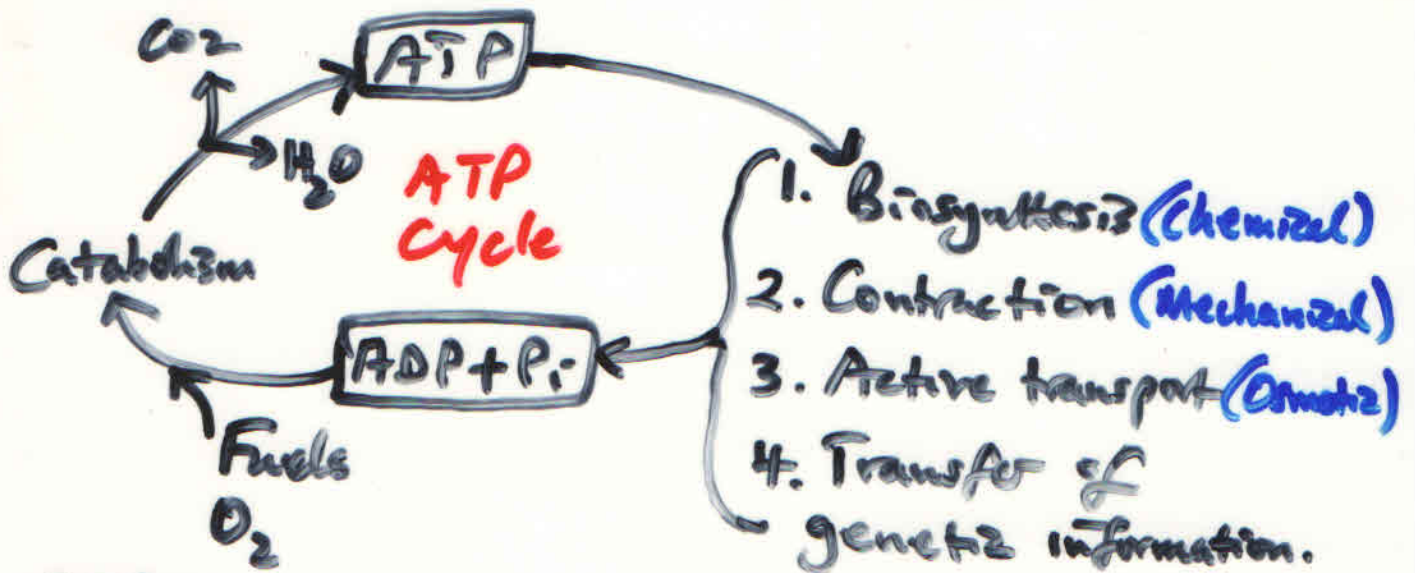 CO2
ATP
H2O
ATP
Cycle
1. Biosynthesis (Chemical)
Catabolism
2. Contraction (Mechanical)
ADP + Pi
3. Active transport (Osmotic)
Fuels
O2
4. Transfer of
genetic information.